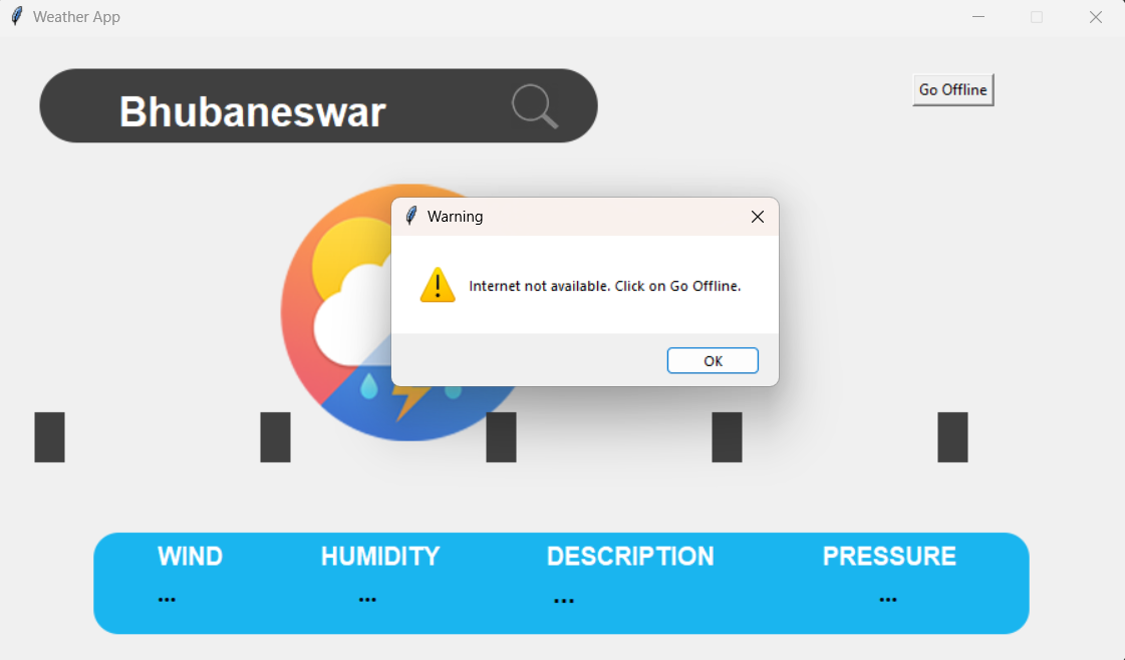 Weather App
Bhubaneswar
Go Offline
Warning
Internet not available. Click on Go Offline.
OK
WIND HUMIDITY DESCRIPTION PRESSURE
... ... ... ...